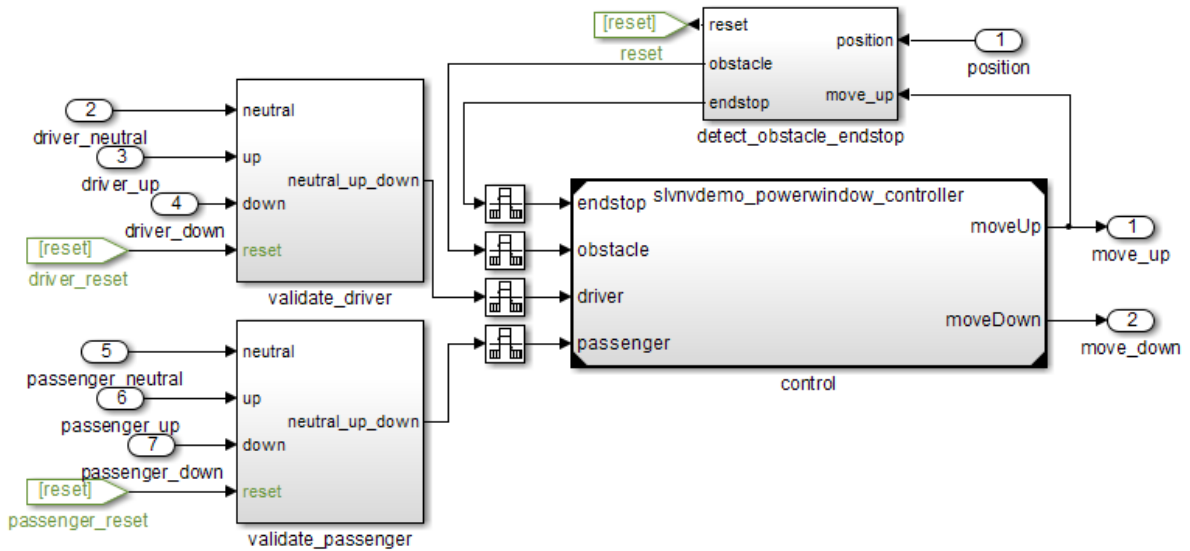 [reset]
reset
reset
obstacle
endstop
position
move_up
detect_obstacle_endstop
1
position
2
driver_neutral
3
driver_up
4
driver_down
[reset]
driver_reset
neutral
up
down
reset
neutral_up_down
validate_driver
5
passenger_neutral
6
passenger_up
7
passenger_down
[reset]
passenger_reset
neutral
up
down
reset
neutral_up_down
validate_passenger
slvnvdemo_powerwindow_controller
endstop
obstacle
driver
passenger
moveUp
moveDown
control
1
move_up
2
move_down